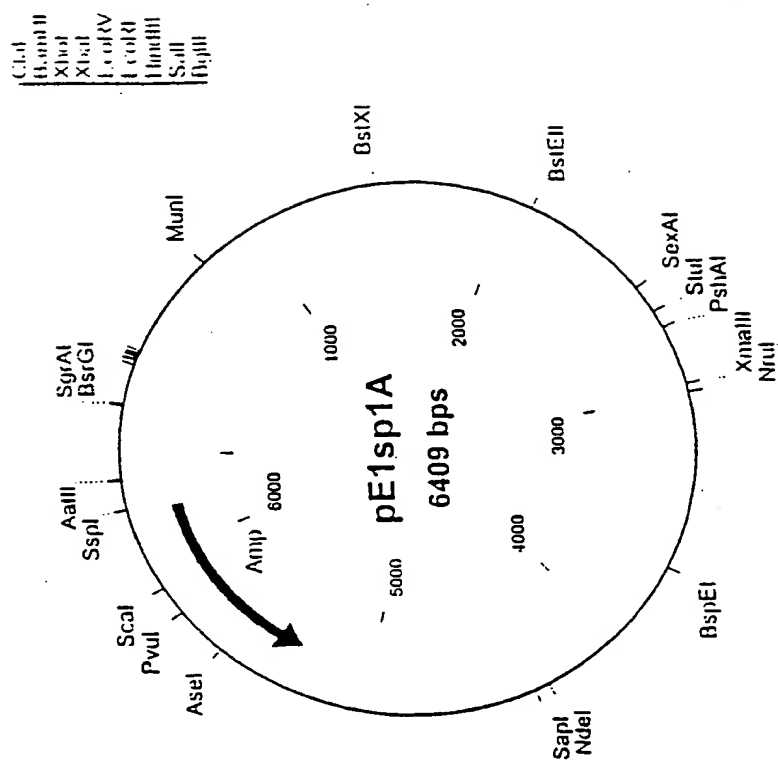 ClaI
BamHI
XhoI
XbaI
EcoRV
EcoRI
HindIII
SalI
BglII
SgrAI
BsrGI
MunI
BstXI
BstEII
SexAI
StuI
PshAI
XmaIII
NruI
BspEI
SapI
NdeI
AseI
PvuI
ScaI
SspI
AatII
Amp
1000
2000
3000
4000
5000
6000
pE1sp1A
6409 bps